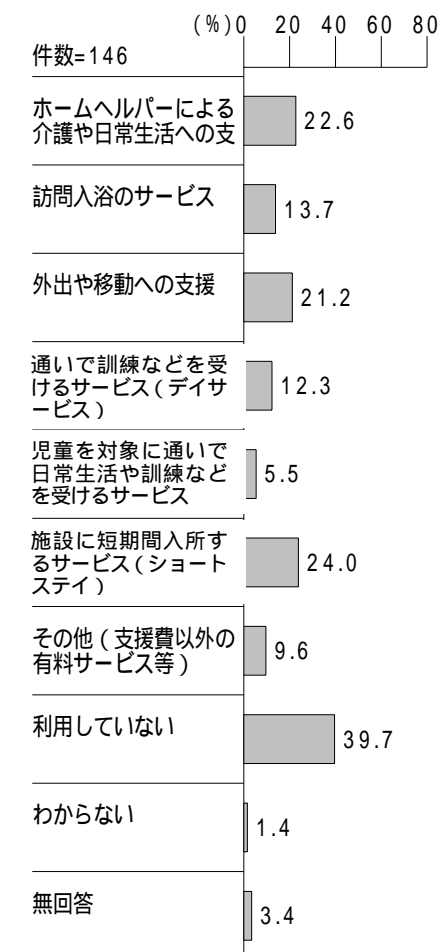 (%) 0 20 40 60 80
件数=146
ホームヘルパーによる
介護や日常生活への支
22.6
訪問入浴のサービス
13.7
外出や移動への支援
21.2
通いで訓練などを受
けるサービス(デイサ
ービス)
12.3
児童を対象に通いで
日常生活や訓練など
を受けるサービス
5.5
施設に短期間入所す
るサービス(ショート
ステイ)
24.0
その他(支援費以外の
有料サービス等)
9.6
利用していない
39.7
わからない
1.4
無回答
3.4